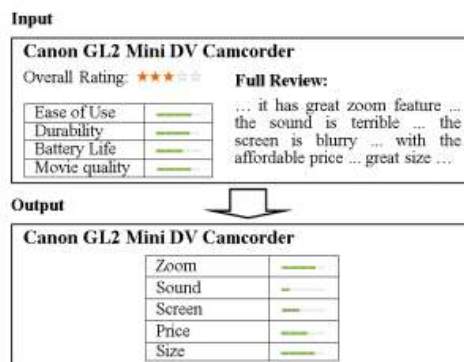 Input
Canon GL2 Mini DV Camcorder
Overall Rating:
Full Review:
Ease of Use
Durability
Battery Life
Movie quality
... it has great zoom feature ...
the sound is terrible ... the
screen is blurry ... with the
affordable price ... great size ...
Output
Canon GL2 Mini DV Camcorder
Zoom
Sound
Screen
Price
Size